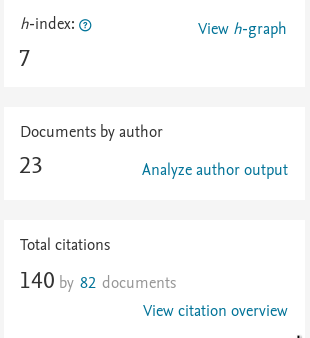 h-index: ?
View h-graph
7
Documents by author
23
Analyze author output
Total citations
140 by 82 documents
View citation overview